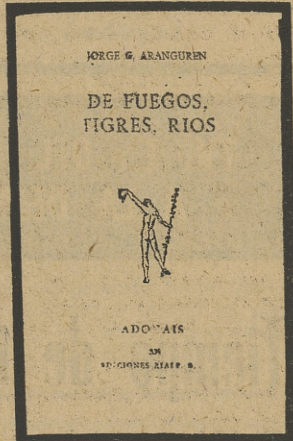 JORGE G. ARANGUREN
DE FUEGOS,
TIGRES, RIOS
ADONAIS
EDICIONES RIALP. S.